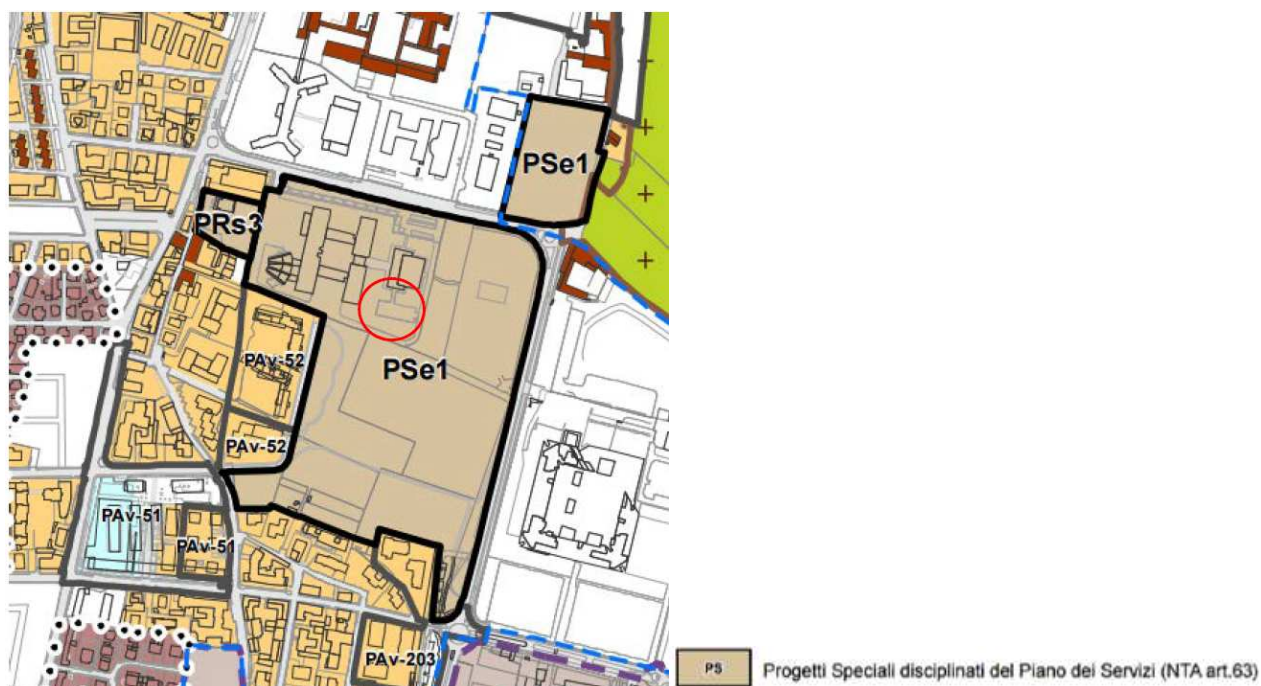 PSe1
PRs3
PAv-52
PSe1
PAv-52
PAv-51
PAv-51
PAv-203
PS Progetti Speciali disciplinati del Piano dei Servizi (NTA art.63)